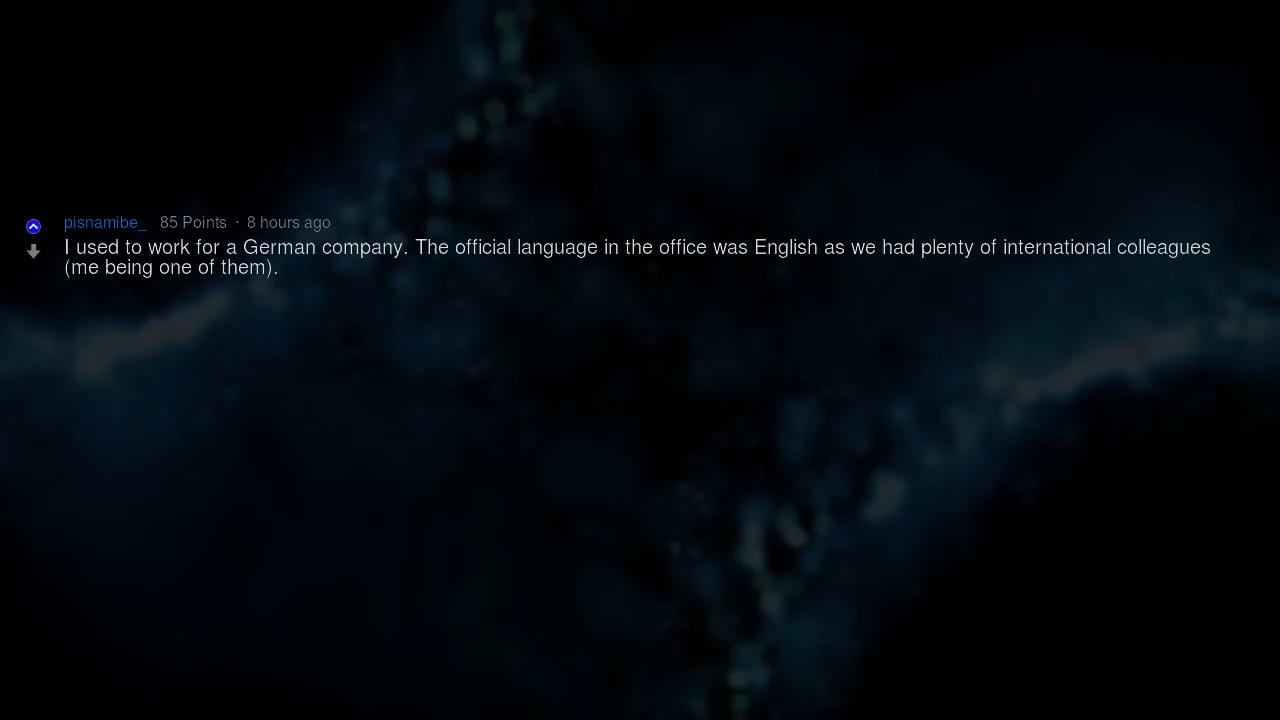 pisnamibe_ 85 Points · 8 hours ago
I used to work for a German company. The official language in the office was English as we had plenty of international colleagues
(me being one of them).